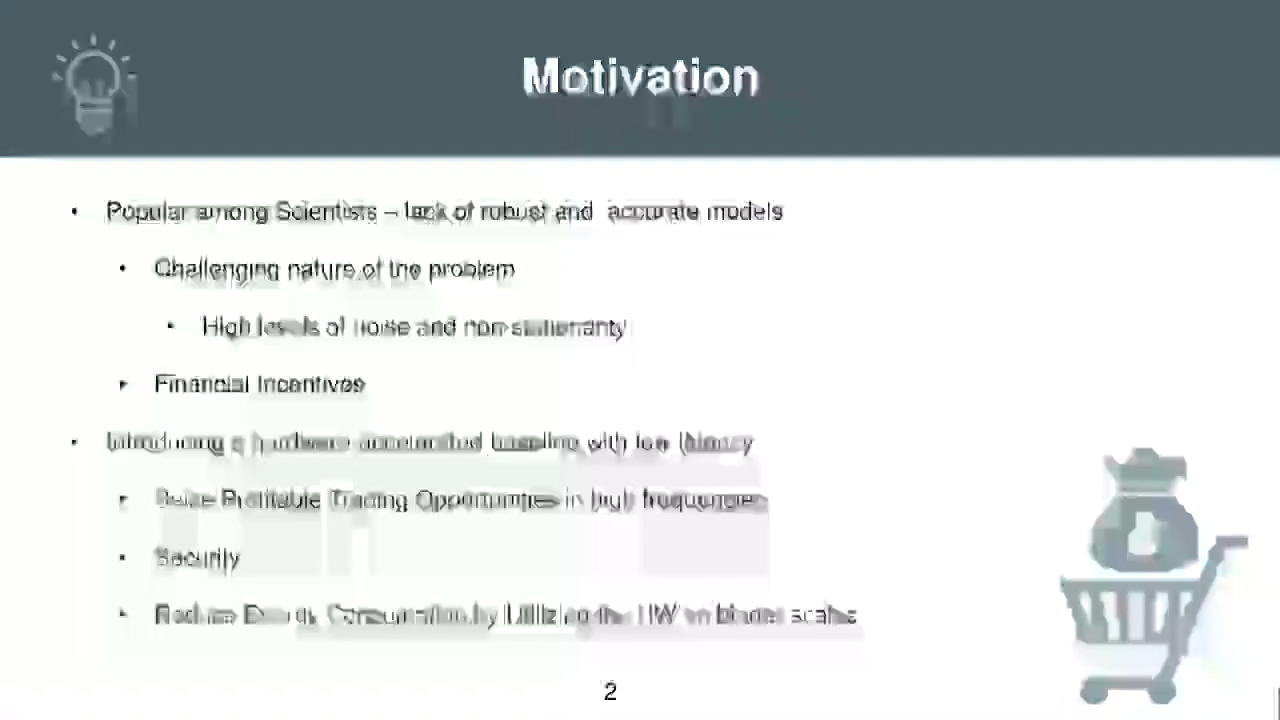 Motivation
• Popular among Scientists – lack of robust and accurate models
• Challenging nature of the problem
• High levels of noise and non-stationarity
• Financial Incentives
• Introducing a hardware accelerated baseline with low latency
• Seize Profitable Trading Opportunities in high frequencies
• Security
• Reduce Energy Consumption by Utilizing the HW on scales
2